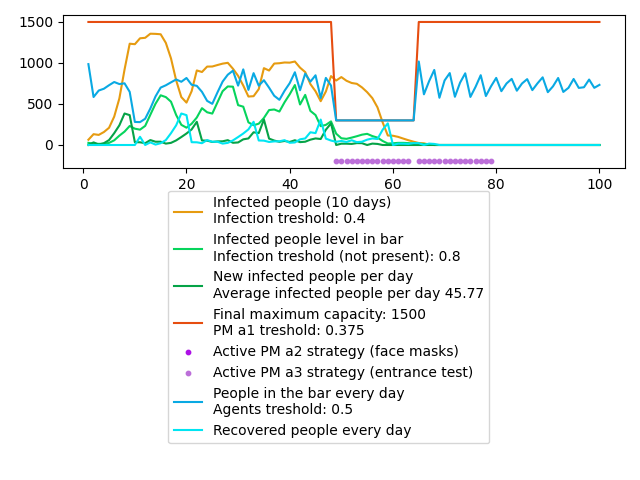 1500
1000
500
0
0
20
40
60
80
100
Infected people (10 days)
Infection treshold: 0.4
Infected people level in bar
Infection treshold (not present): 0.8
New infected people per day
Average infected people per day 45.77
Final maximum capacity: 1500
PM a1 treshold: 0.375
Active PM a2 strategy (face masks)
Active PM a3 strategy (entrance test)
People in the bar every day
Agents treshold: 0.5
Recovered people every day